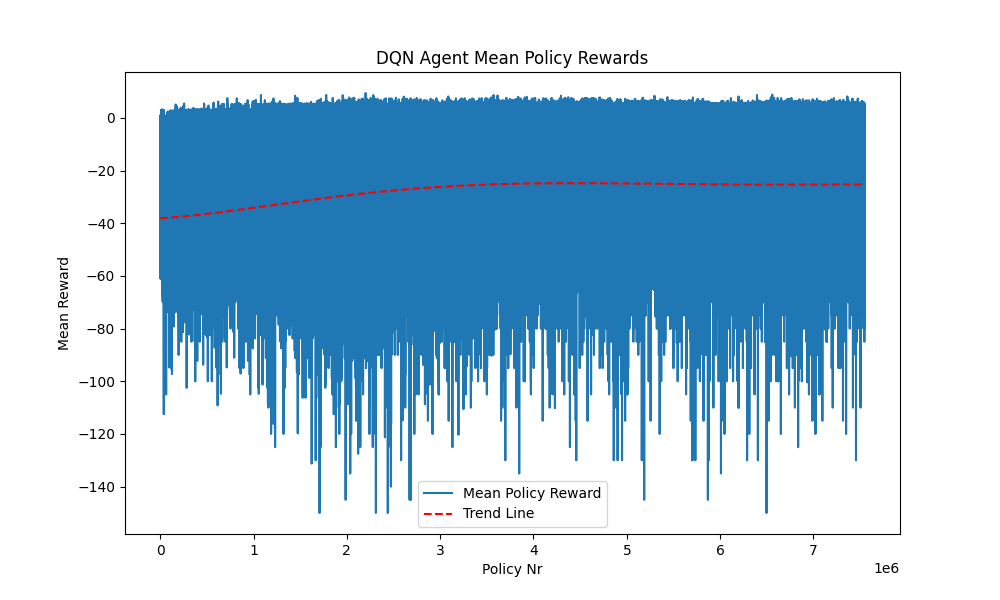 DQN Agent Mean Policy Rewards
Mean Reward
0
−20
−40
−60
−80
−100
−120
−140
0 1 2 3 4 5 6 7
1e6
Policy Nr
Mean Policy Reward
Trend Line